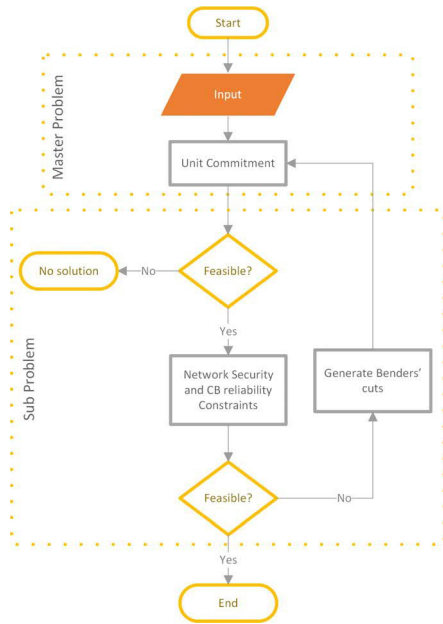 Start
Master Problem
Input
Unit Commitment
Sub Problem
Feasible?
No
No solution
Yes
Network Security
and CB reliability
Constraints
Generate Benders'
cuts
Feasible?
No
Yes
End